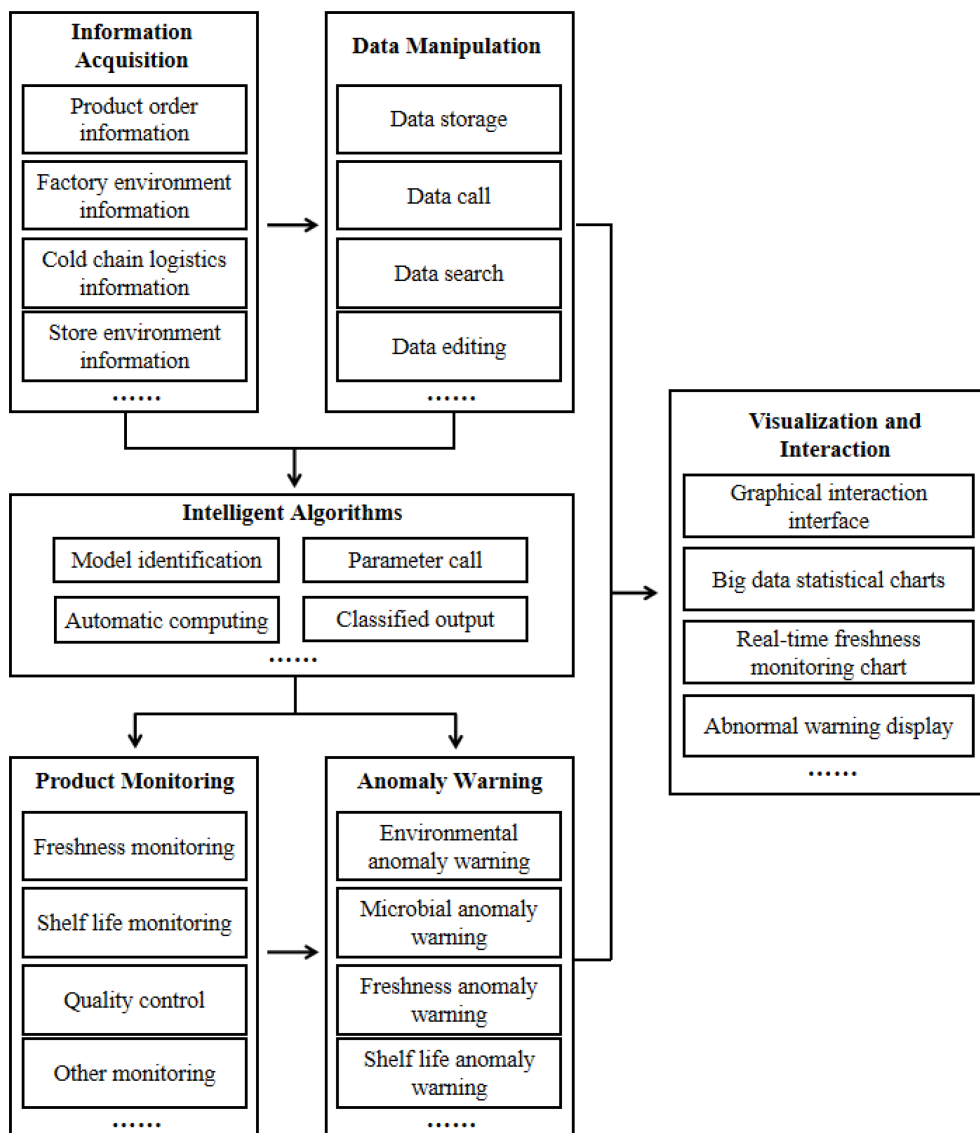 Information
Acquisition
Product order
information
Factory environment
information
Cold chain logistics
information
Store environment
information
......
Data Manipulation
Data storage
Data call
Data search
Data editing
......
Intelligent Algorithms
Model identification
Parameter call
Automatic computing
Classified output
......
Product Monitoring
Freshness monitoring
Shelf life monitoring
Quality control
Other monitoring
......
Anomaly Warning
Environmental
anomaly warning
Microbial anomaly
warning
Freshness anomaly
warning
Shelf life anomaly
warning
......
Visualization and
Interaction
Graphical interaction
interface
Big data statistical charts
Real-time freshness
monitoring chart
Abnormal warning display
......